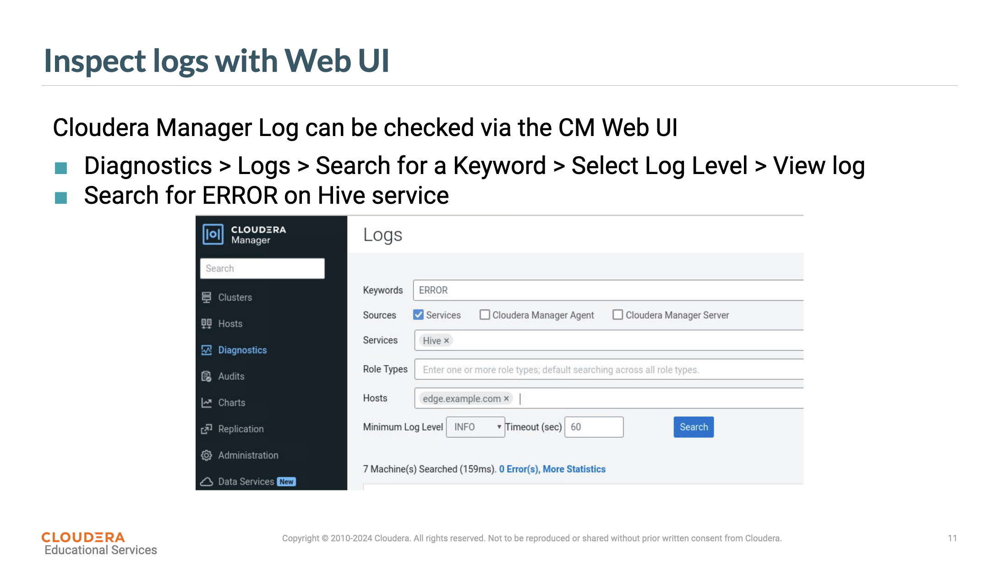 Inspect logs with Web UI
Cloudera Manager Log can be checked via the CM Web UI
Diagnostics > Logs > Search for a Keyword > Select Log Level > View log
Search for ERROR on Hive service
CLOUDERA
Manager
Search
Clusters
Hosts
Diagnostics
Audits
Charts
Replication
Administration
Data Services New
Logs
Keywords ERROR
Sources Services Cloudera Manager Agent Cloudera Manager Server
Services Hive ×
Role Types Enter one or more role types; default searching across all role types.
Hosts edge.example.com ×
Minimum Log Level INFO Timeout (sec) 60 Search
7 Machine(s) Searched (159ms). 0 Error(s), More Statistics
CLOUDERA
Educational Services
Copyright © 2010-2024 Cloudera. All rights reserved. Not to be reproduced or shared without prior written consent from Cloudera.
11